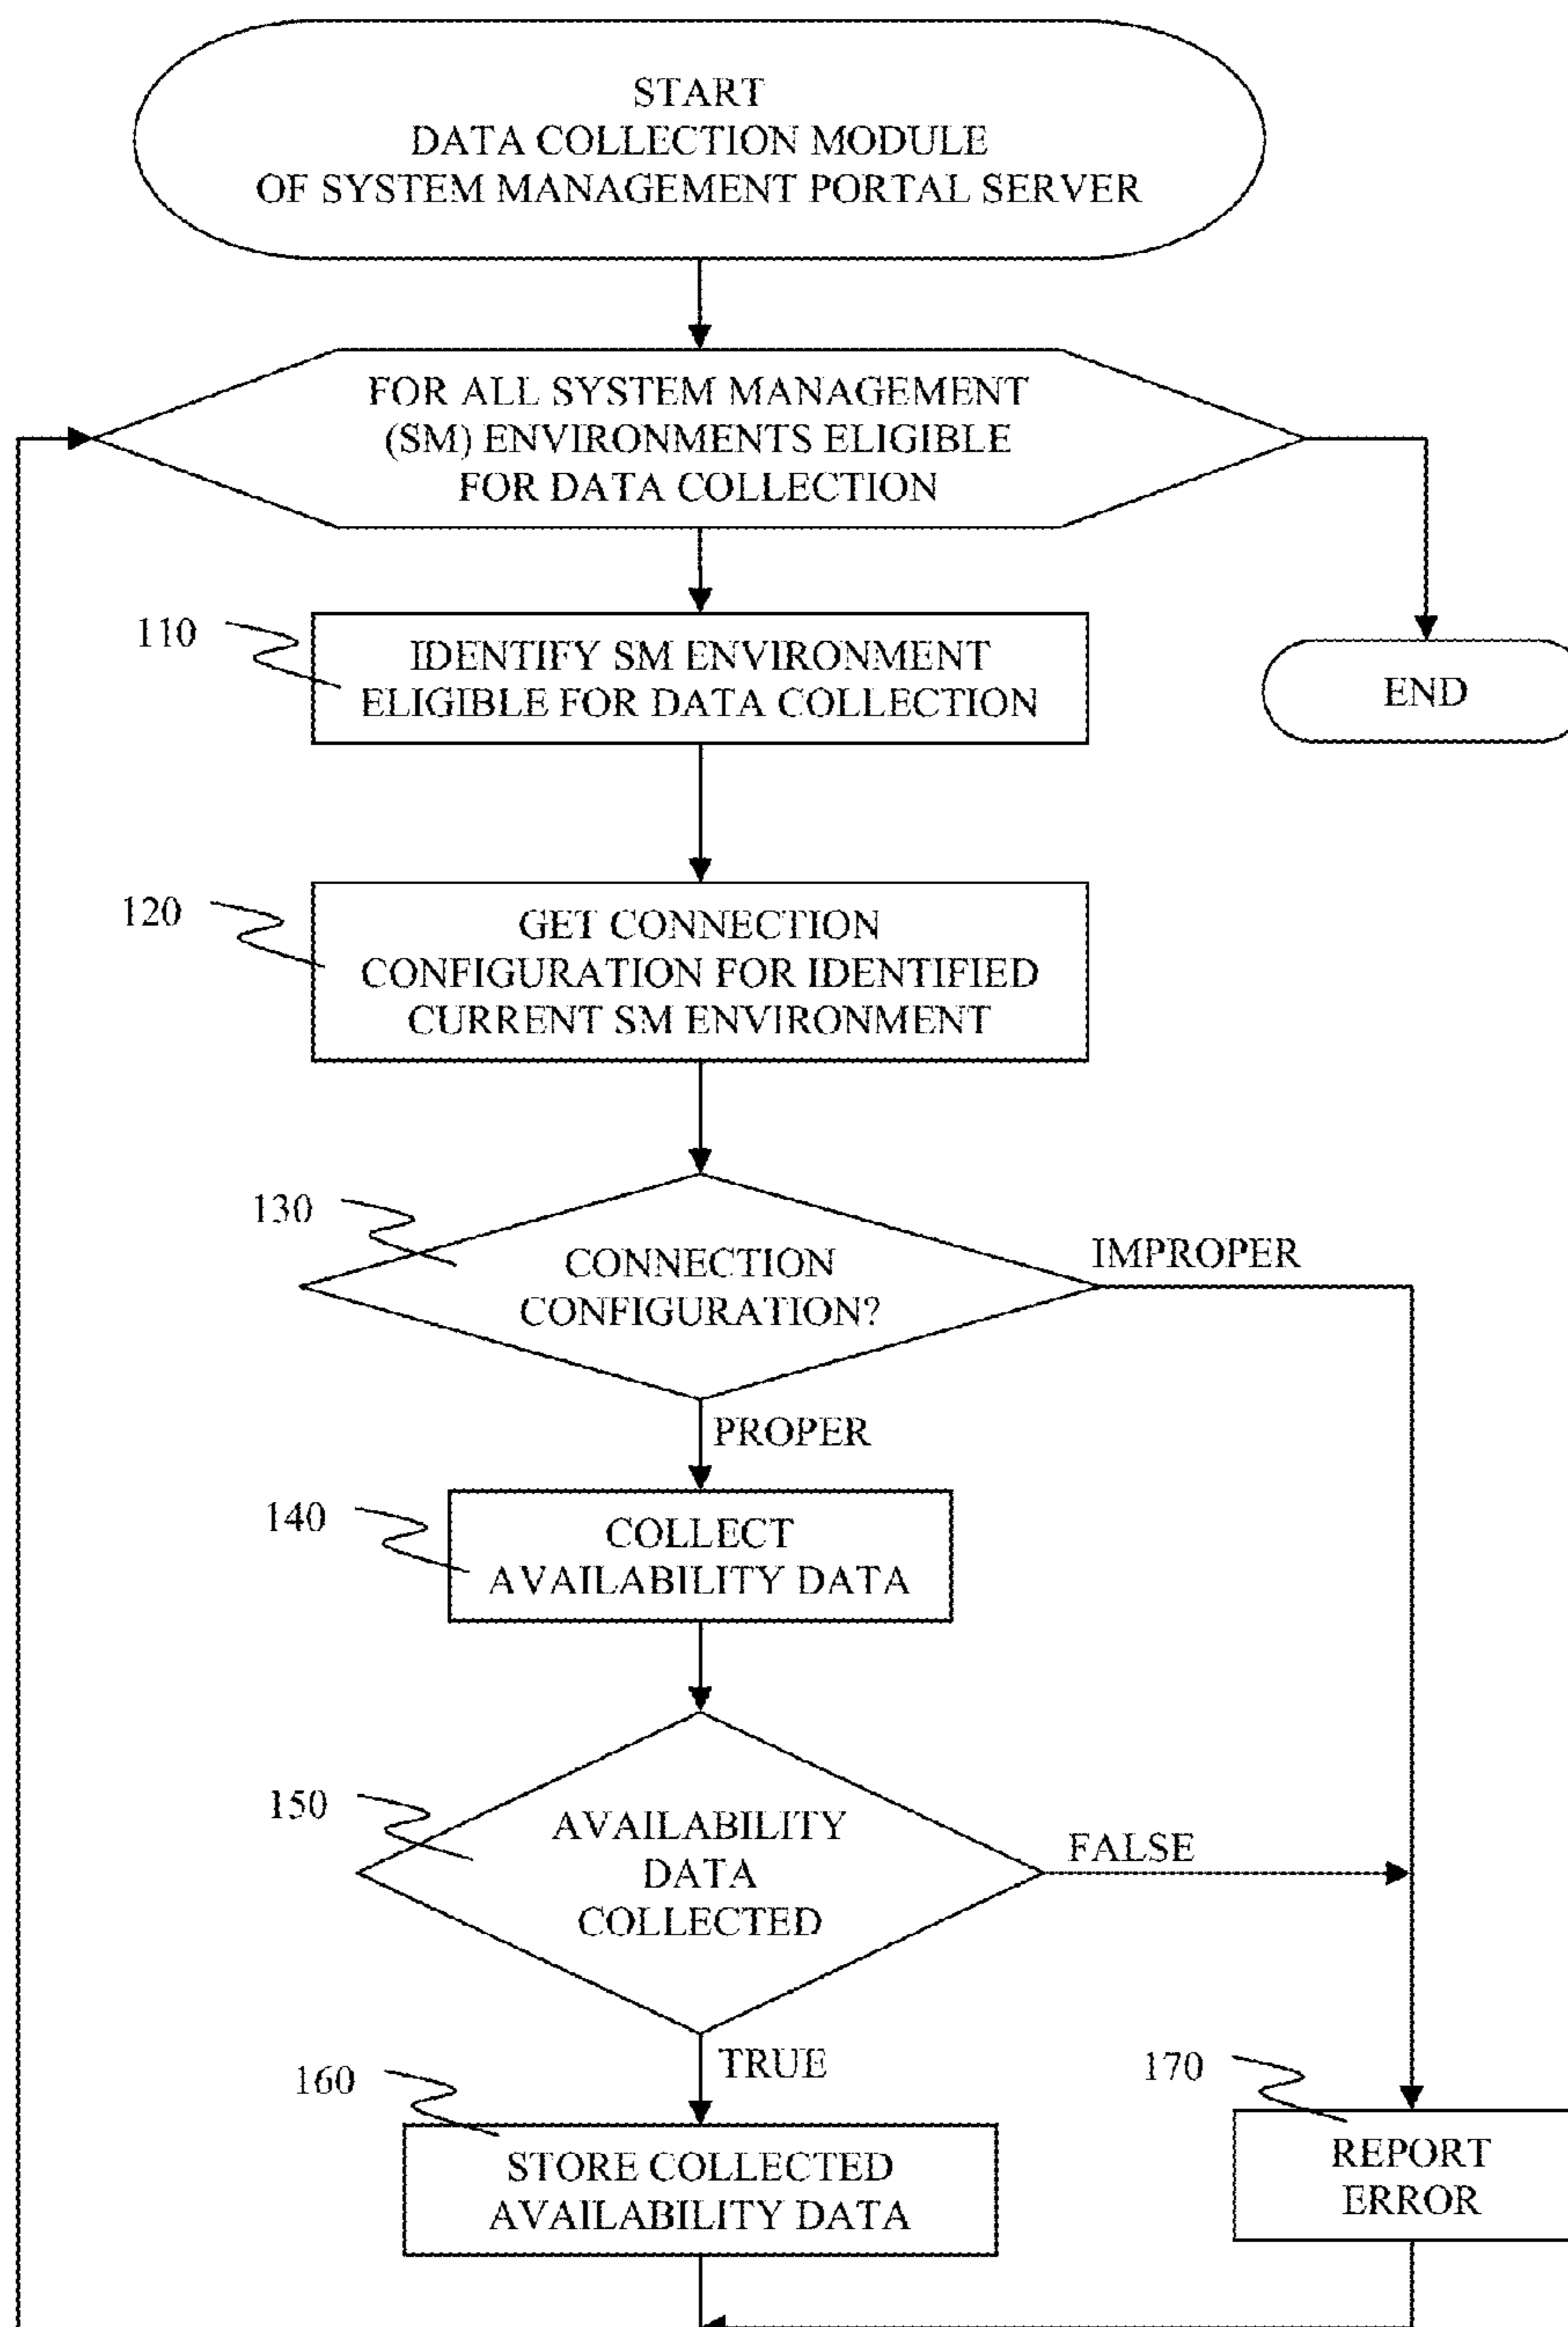 START
DATA COLLECTION MODULE
OF SYSTEM MANAGEMENT PORTAL SERVER
FOR ALL SYSTEM MANAGEMENT
(SM) ENVIRONMENTS ELIGIBLE
FOR DATA COLLECTION
110
IDENTIFY SM ENVIRONMENT
ELIGIBLE FOR DATA COLLECTION
END
120
GET CONNECTION
CONFIGURATION FOR IDENTIFIED
CURRENT SM ENVIRONMENT
130
CONNECTION
CONFIGURATION?
IMPROPER
PROPER
140
COLLECT
AVAILABILITY DATA
150
AVAILABILITY
DATA
COLLECTED
FALSE
TRUE
160
STORE COLLECTED
AVAILABILITY DATA
170
REPORT
ERROR